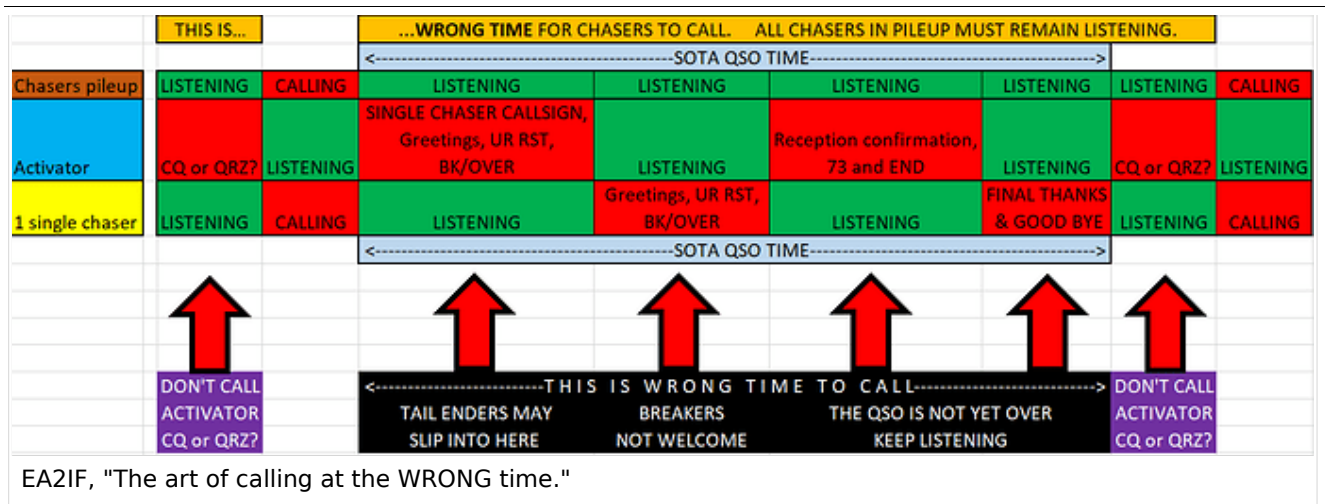 THIS IS... ...WRONG TIME FOR CHASERS TO CALL. ALL CHASERS IN PILEUP MUST REMAIN LISTENING.
<---SOTA QSO TIME--->
Chasers pileup LISTENING CALLING LISTENING LISTENING LISTENING LISTENING LISTENING CALLING
Activator
CQ or QRZ?
LISTENING
SINGLE CHASER CALLSIGN,
Greetings, UR RST,
BK/OVER
LISTENING
Reception confirmation,
73 and END
LISTENING
CQ or QRZ?
LISTENING
1 single chaser
LISTENING
CALLING
LISTENING
Greetings, UR RST,
BK/OVER
LISTENING
FINAL THANKS
& GOOD BYE
LISTENING
CALLING
<---SOTA QSO TIME--->
DON'T CALL
ACTIVATOR
CQ or QRZ?
<---THIS IS WRONG TIME TO CALL--->
TAIL ENDERS MAY
SLIP INTO HERE
BREAKERS
NOT WELCOME
THE QSO IS NOT YET OVER
KEEP LISTENING
DON'T CALL
ACTIVATOR
CQ or QRZ?
EA2IF, "The art of calling at the WRONG time."